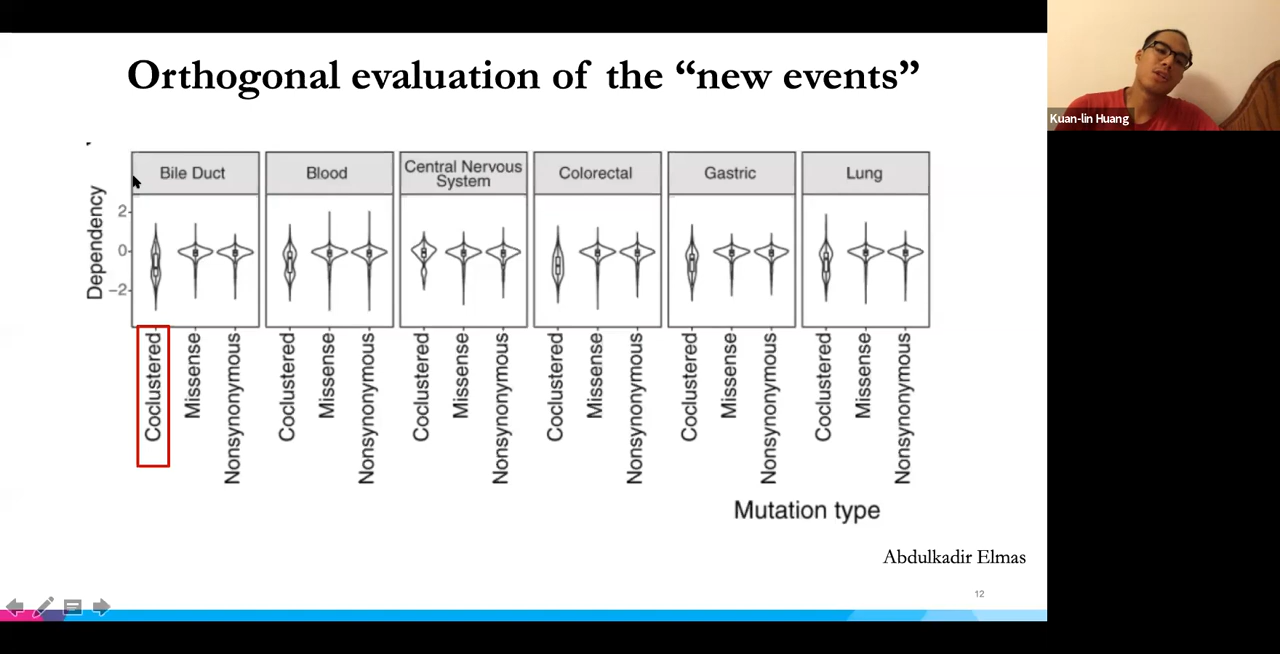 Orthogonal evaluation of the “new events”
Kuan-lin Huang
Bile Duct
Blood
Central Nervous
System
Colorectal
Gastric
Lung
Dependency
2
0
−2
Coclustered
Missense
Nonsynonymous
Coclustered
Missense
Nonsynonymous
Coclustered
Missense
Nonsynonymous
Coclustered
Missense
Nonsynonymous
Coclustered
Missense
Nonsynonymous
Coclustered
Missense
Nonsynonymous
Mutation type
Abdulkadir Elmas
12